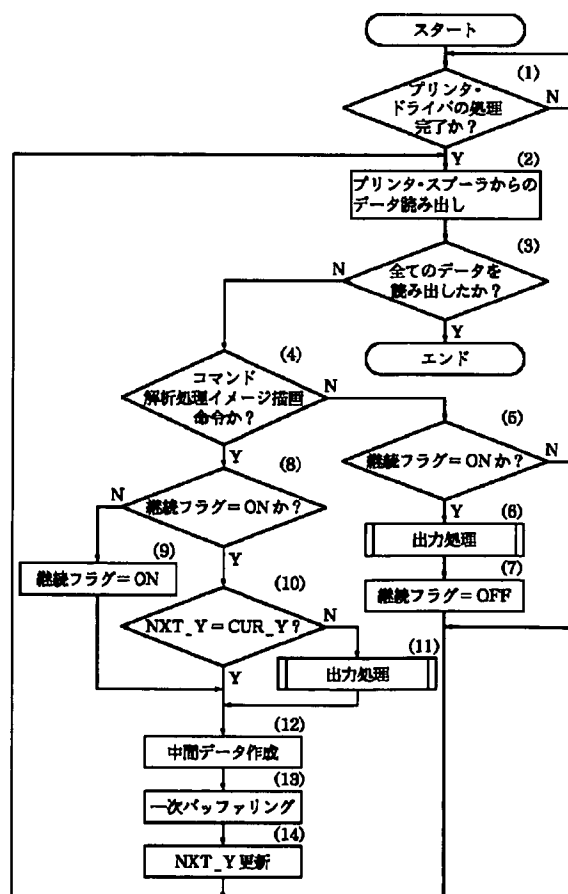 スタート
(1)
プリンタ・
ドライバの処理
完了か?
N
Y
(2)
プリンタ・スプーラからの
データ読み出し
(3)
N
全てのデータを
読み出したか?
Y
エンド
(4)
コマンド
解析処理イメージ描画
命令か?
N
Y
(5)
継続フラグ=ONか?
N
Y
(6)
出力処理
(7)
継続フラグ=OFF
(8)
N
継続フラグ=ONか?
Y
(9)
継続フラグ=ON
(10)
NXT_Y=CUR_Y?
N
Y
(11)
出力処理
(12)
中間データ作成
(13)
一次バッファリング
(14)
NXT_Y更新